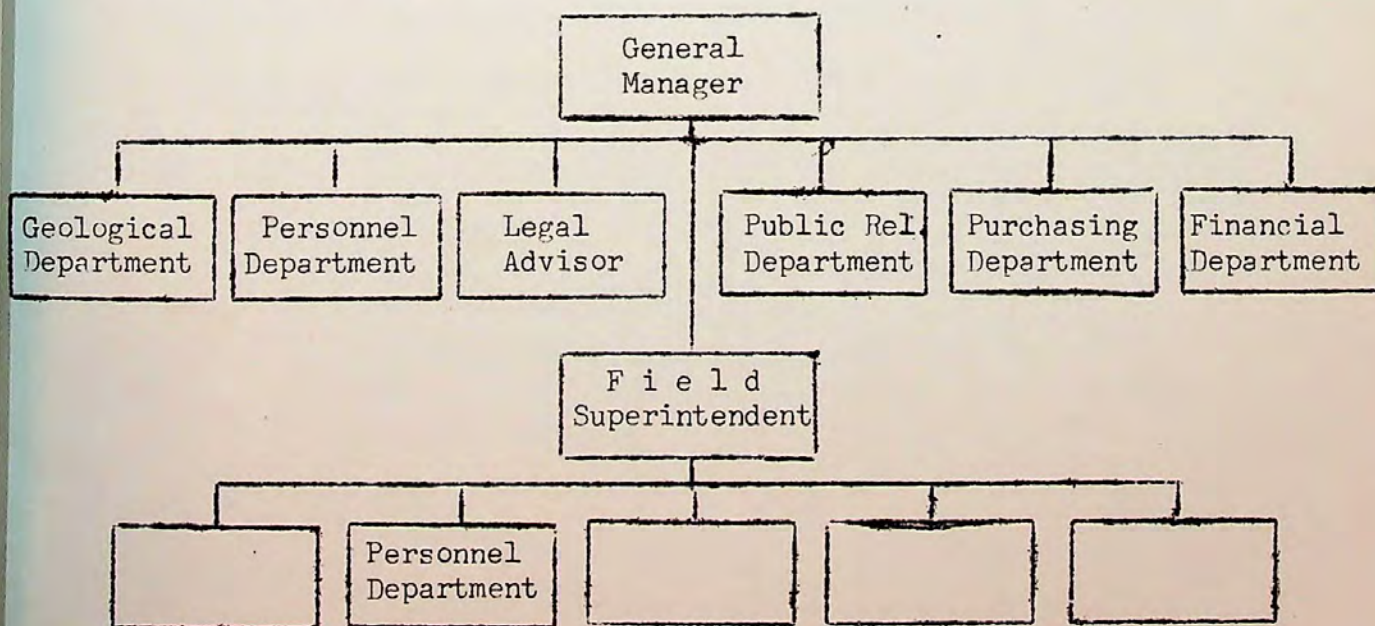 General
Manager
Geological
Department
Personnel
Department
Legal
Advisor
Public Rel.
Department
Purchasing
Department
Financial
Department
F i e l d
Superintendent
Personnel
Department